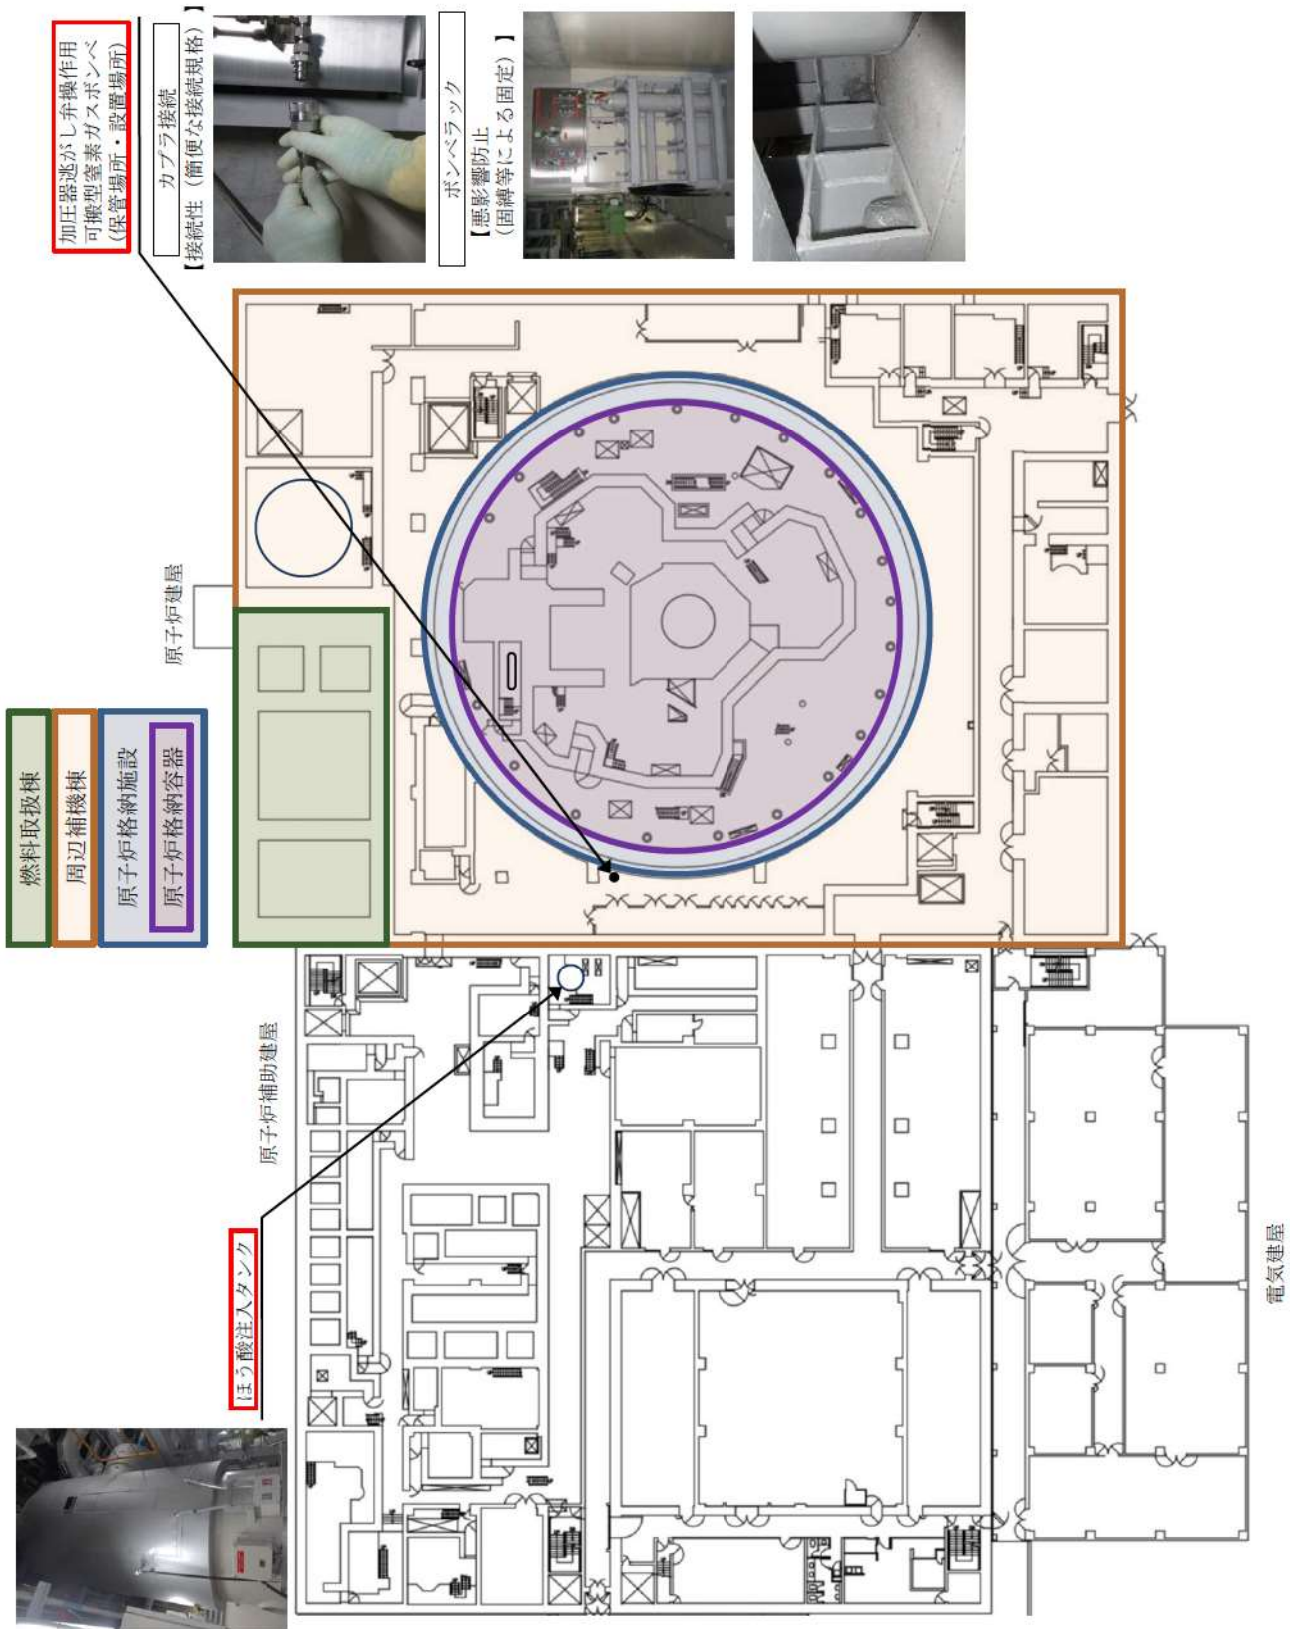 燃料取扱棟
周辺補機棟
原子炉格納施設
原子炉格納容器
加圧器逃がし弁操作用
可搬型窒素ガスボンベ
(保管場所・設置場所)
カプラ接続
【接続性（簡便な接続規格）】
ボンベラック
【悪影響防止
(固縛等による固定) 】
原子炉建屋
原子炉補助建屋
ほう酸注入タンク
電気建屋